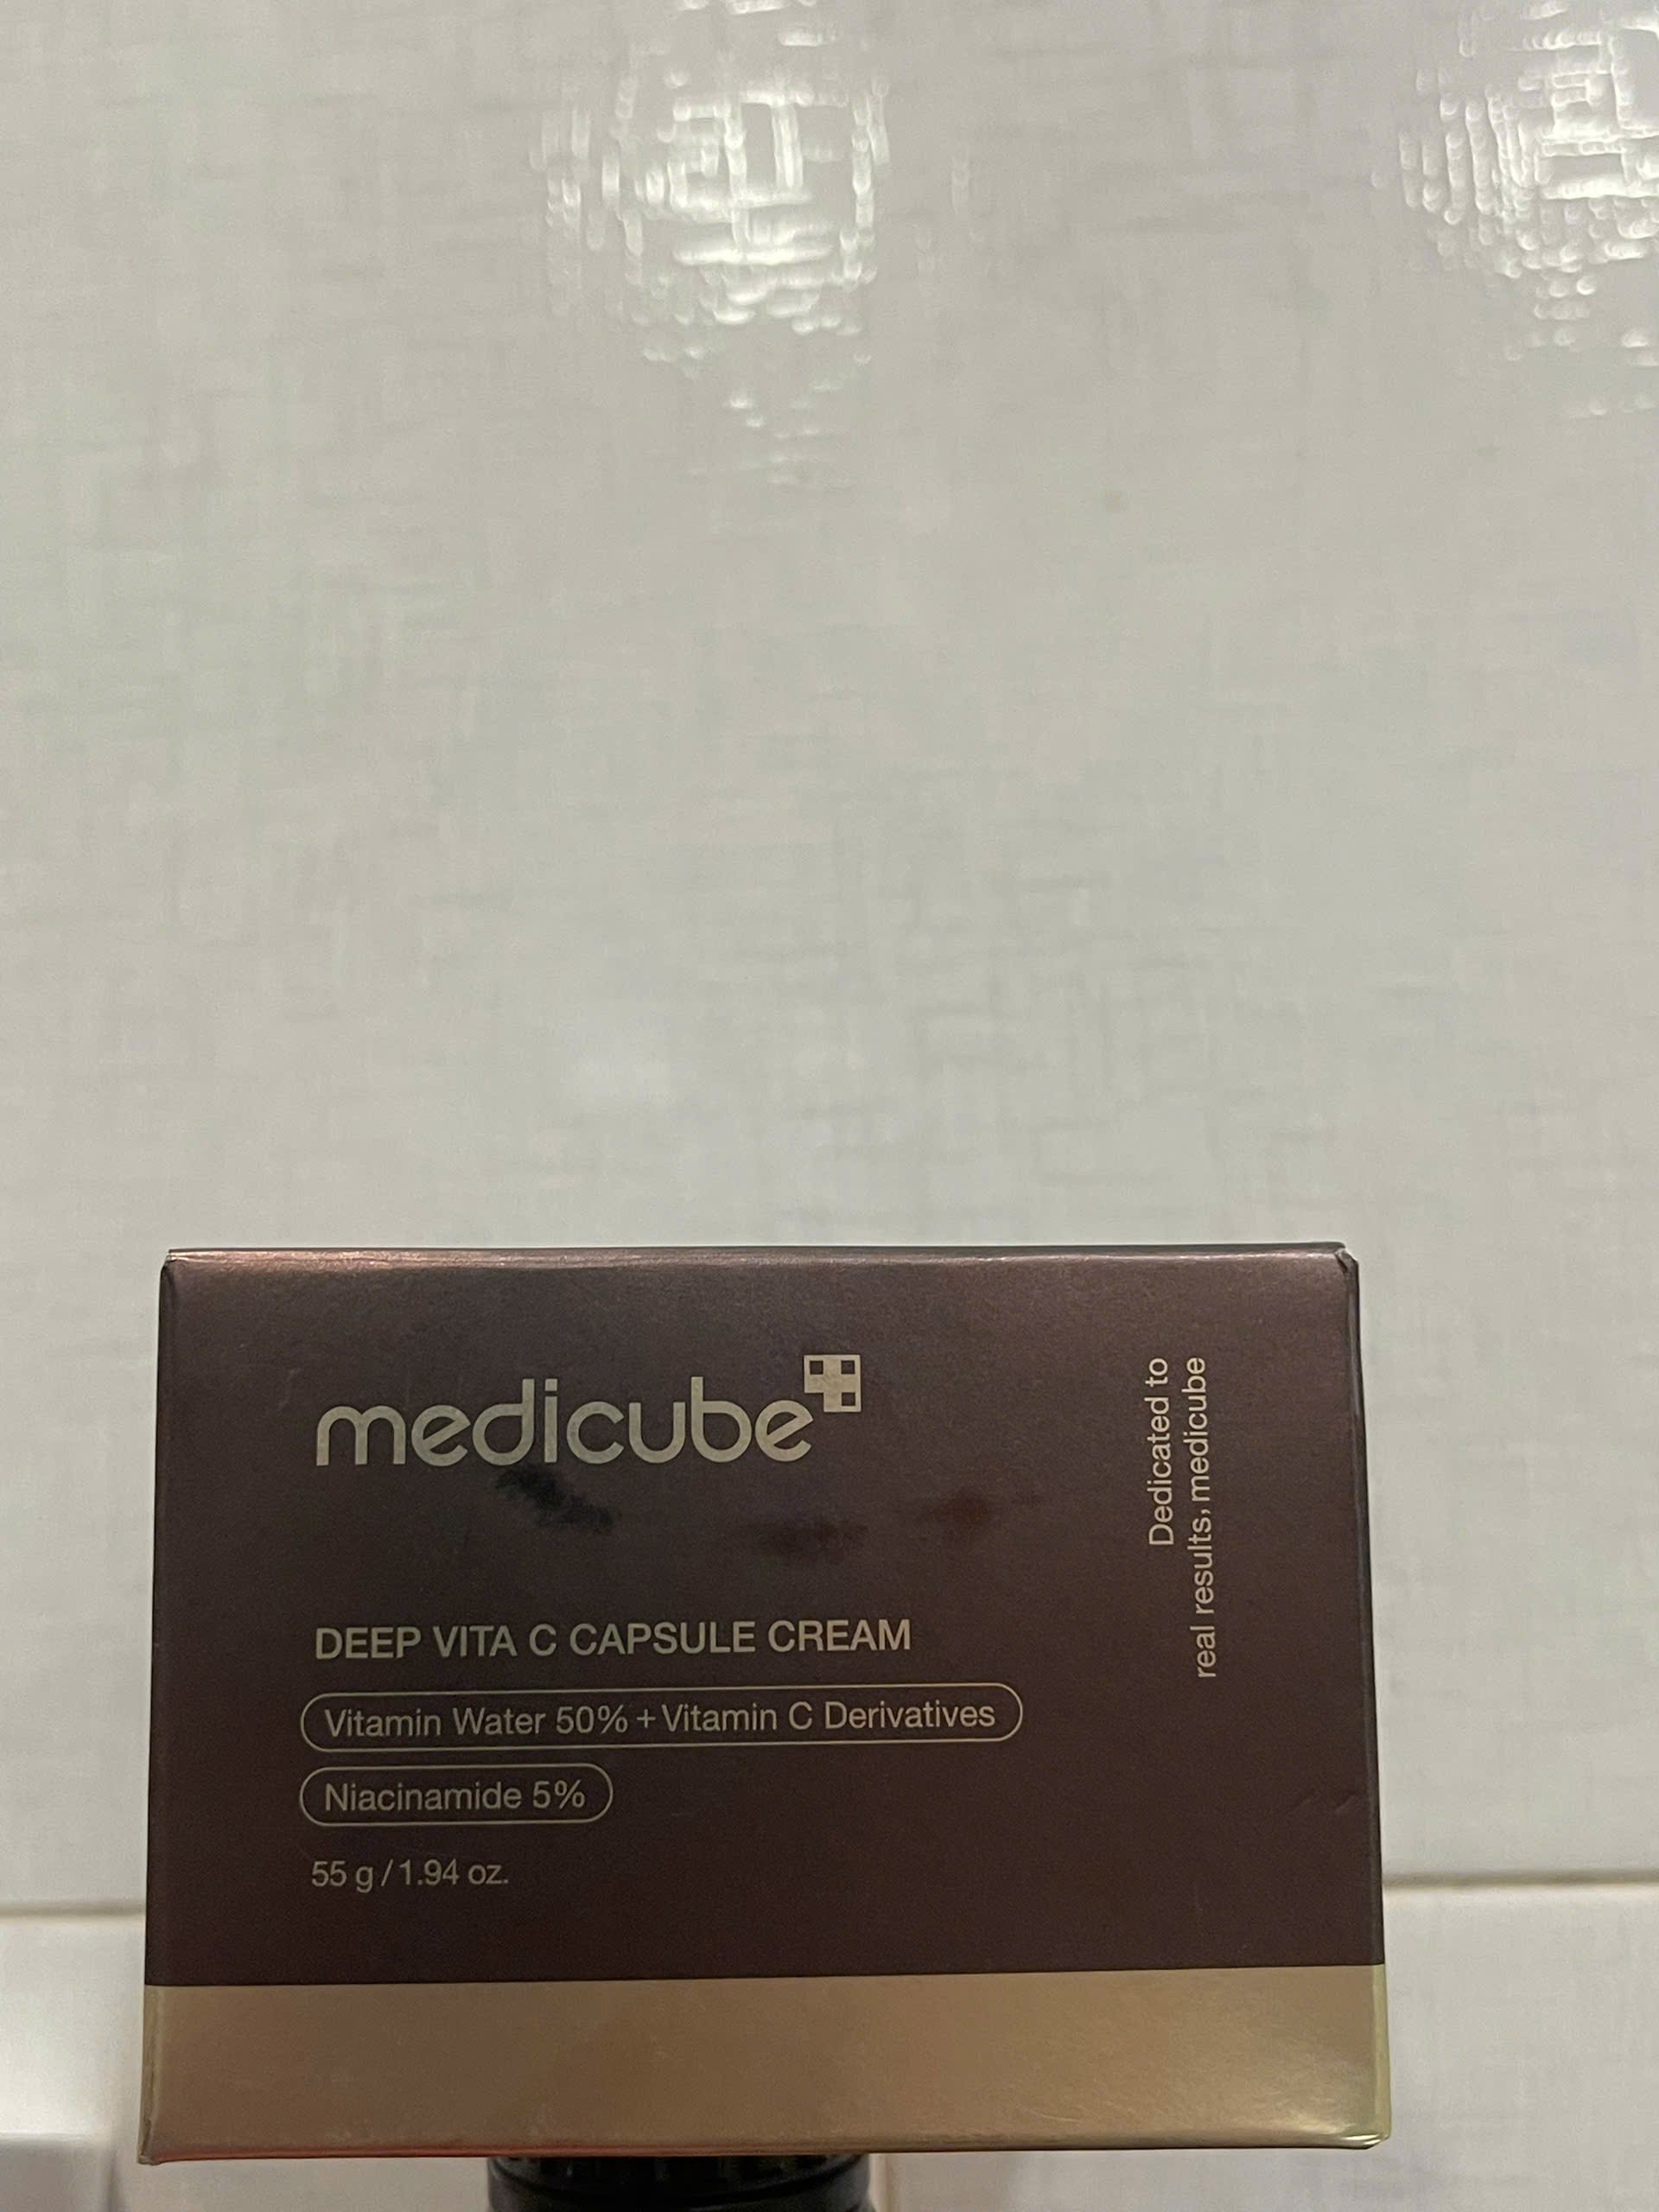 medicube
DEEP VITA C CAPSULE CREAM
Vitamin Water 50% + Vitamin C Derivatives
Niacinamide 5%
55 g / 1.94 oz.
Dedicated to
real results, medicube